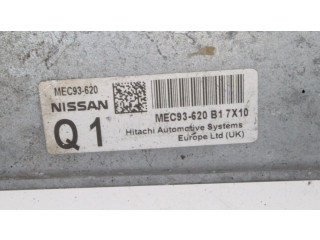 MEC93-620
NISSAN
Q1
MEC93-620 B1 7X10
Hitachi Automotive Systems
Europe Ltd (UK)